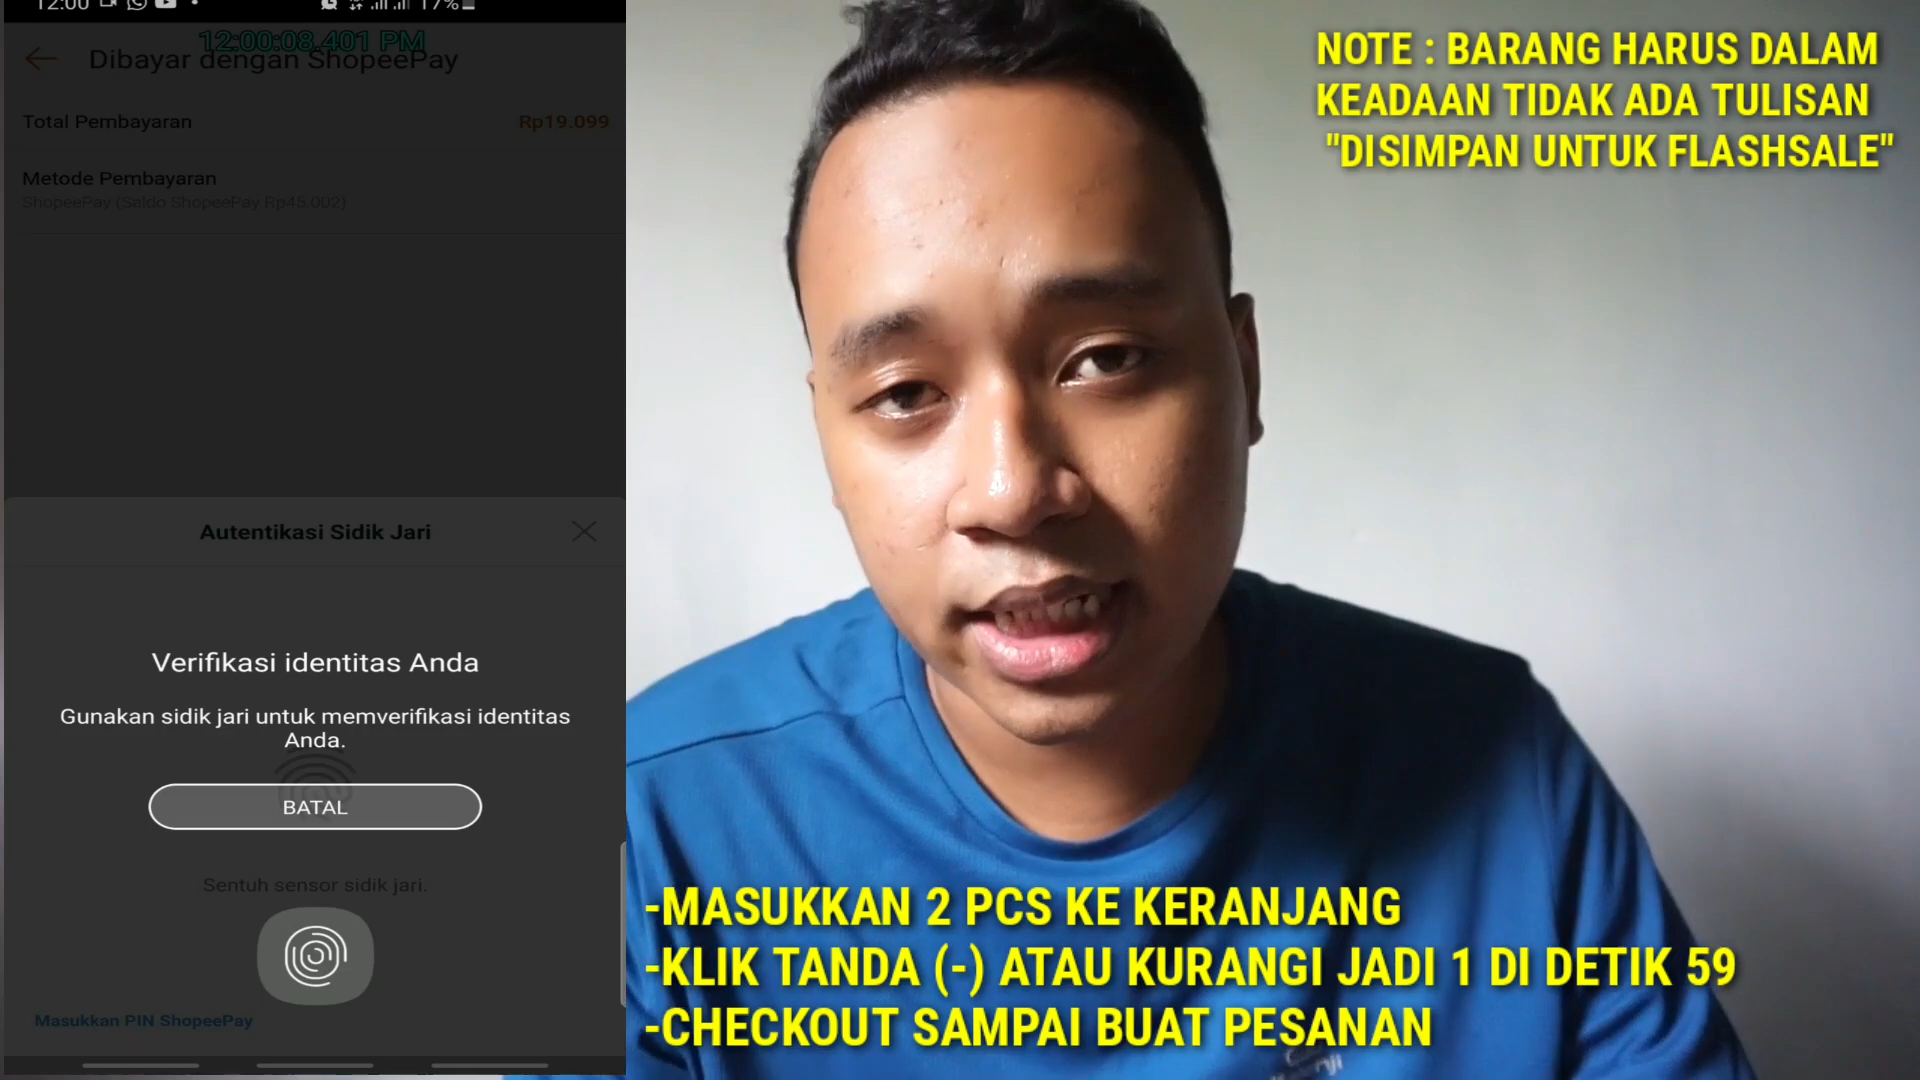 12:00
17%
12:00:08.401 PM
Dibayar dengan ShopeePay
Total Pembayaran Rp19.099
Metode Pembayaran
ShopeePay (Saldo ShopeePay Rp45.002)
Autentikasi Sidik Jari
Verifikasi identitas Anda
Gunakan sidik jari untuk memverifikasi identitas
Anda.
BATAL
Sentuh sensor sidik jari.
Masukkan PIN ShopeePay
NOTE : BARANG HARUS DALAM
KEADAAN TIDAK ADA TULISAN
"DISIMPAN UNTUK FLASHSALE"
-MASUKKAN 2 PCS KE KERANJANG
-KLIK TANDA (-) ATAU KURANGI JADI 1 DI DETIK 59
-CHECKOUT SAMPAI BUAT PESANAN